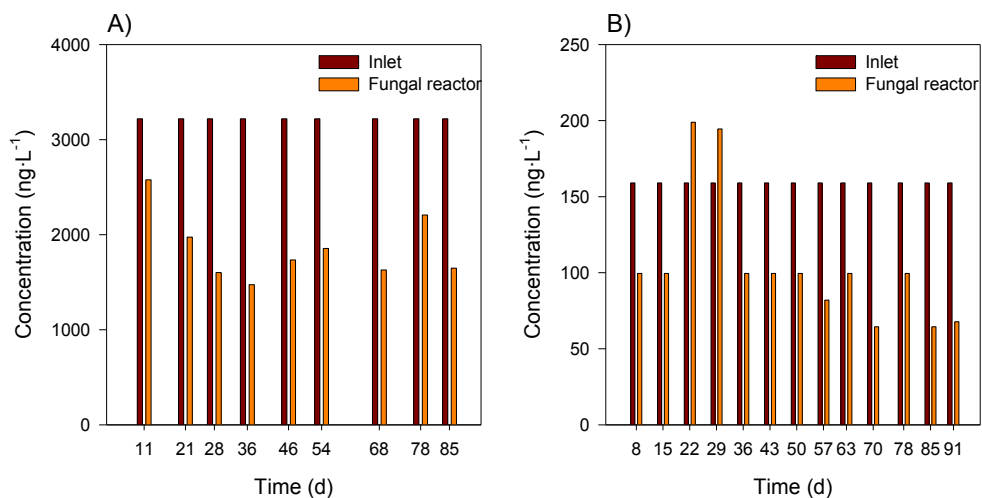 A)
Concentration (ng·L⁻¹)
4000
3000
2000
1000
0
Inlet
Fungal reactor
11 21 28 36 46 54 68 78 85
Time (d)
B)
Concentration (ng·L⁻¹)
250
200
150
100
50
0
Inlet
Fungal reactor
8 15 22 29 36 43 50 57 63 70 78 85 91
Time (d)